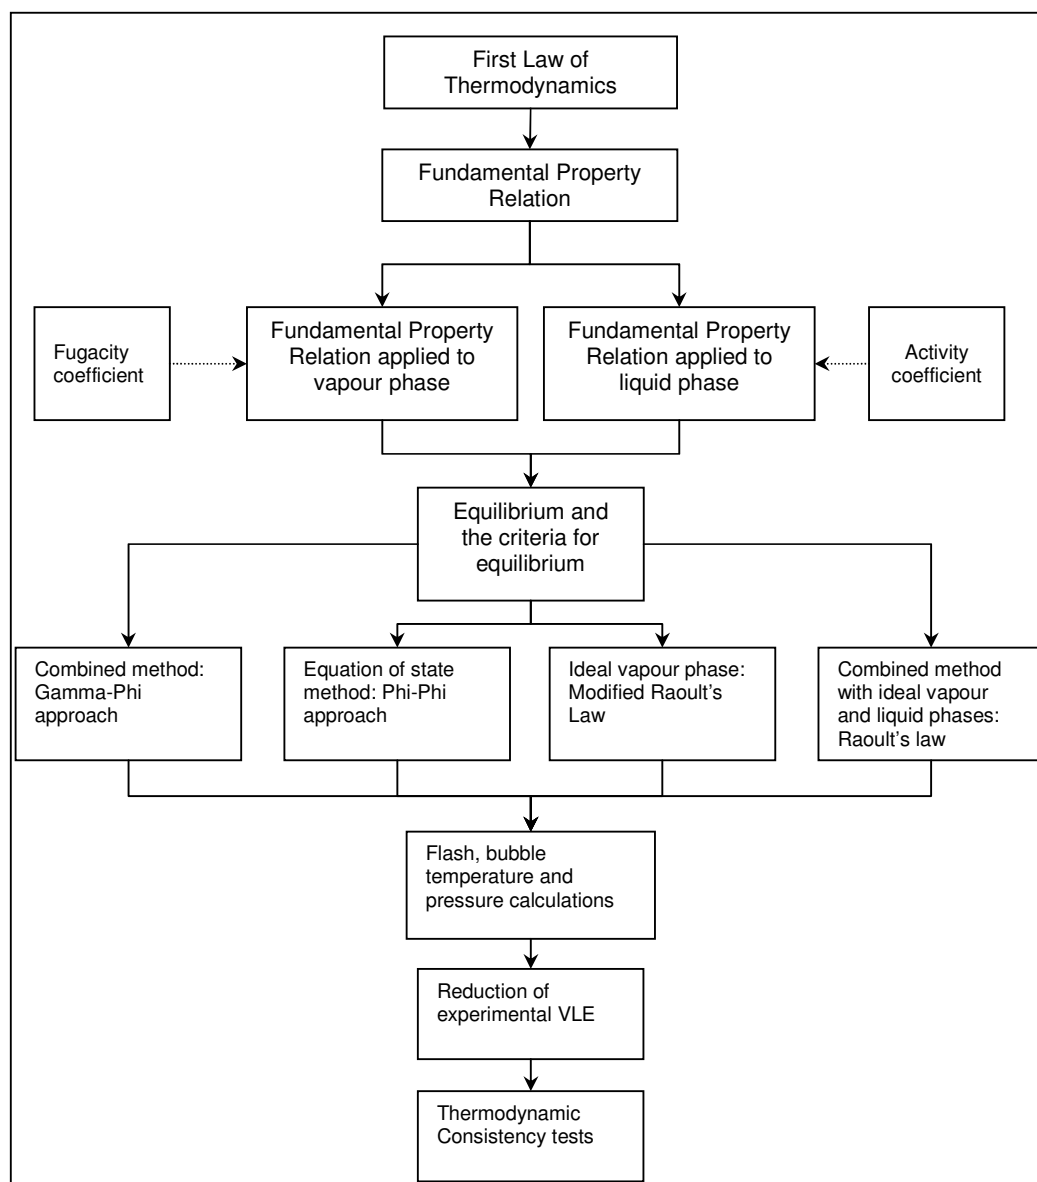 First Law of
Thermodynamics
Fundamental Property
Relation
Fugacity
coefficient
Fundamental Property
Relation applied to
vapour phase
Fundamental Property
Relation applied to
liquid phase
Activity
coefficient
Equilibrium and
the criteria for
equilibrium
Combined method:
Gamma-Phi
approach
Equation of state
method: Phi-Phi
approach
Ideal vapour phase:
Modified Raoult's
Law
Combined method
with ideal vapour
and liquid phases:
Raoult's law
Flash, bubble
temperature and
pressure calculations
Reduction of
experimental VLE
Thermodynamic
Consistency tests